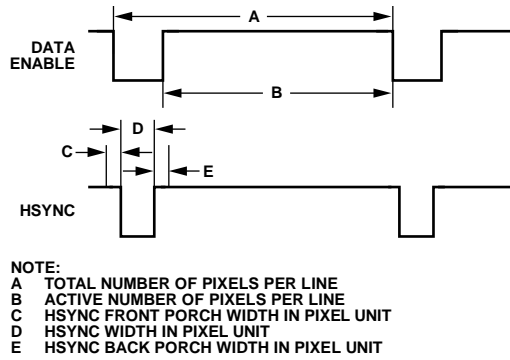 A
DATA
ENABLE
B
D
C
E
HSYNC
NOTE:
A TOTAL NUMBER OF PIXELS PER LINE
B ACTIVE NUMBER OF PIXELS PER LINE
C HSYNC FRONT PORCH WIDTH IN PIXEL UNIT
D HSYNC WIDTH IN PIXEL UNIT
E HSYNC BACK PORCH WIDTH IN PIXEL UNIT